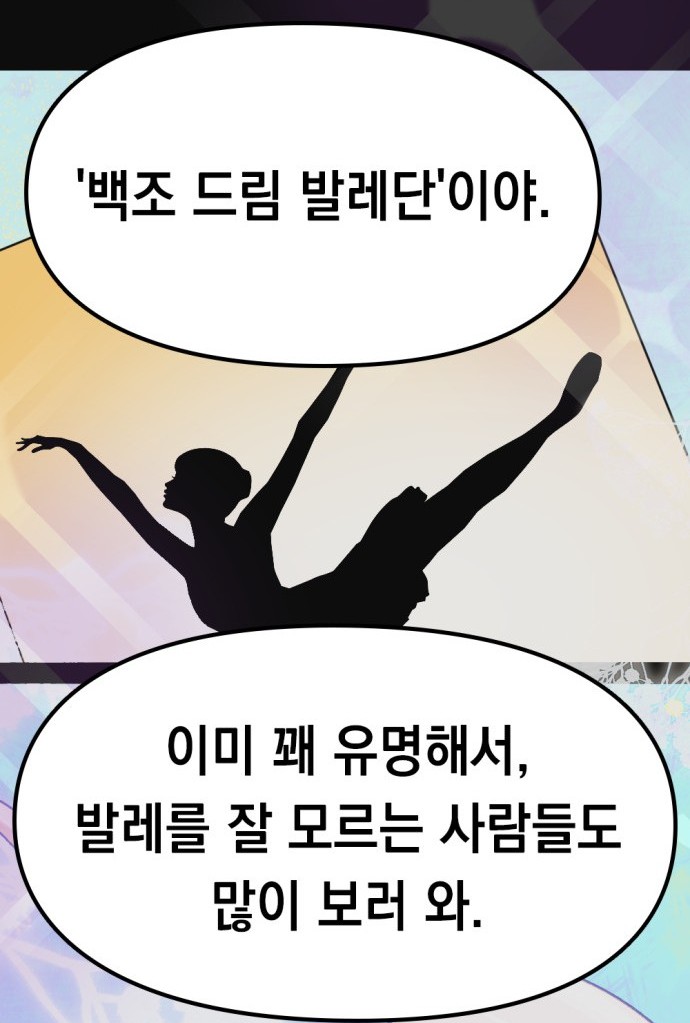 '백조 드림 발레단'이야.
이미 꽤 유명해서,
발레를 잘 모르는 사람들도
많이 보러 와.